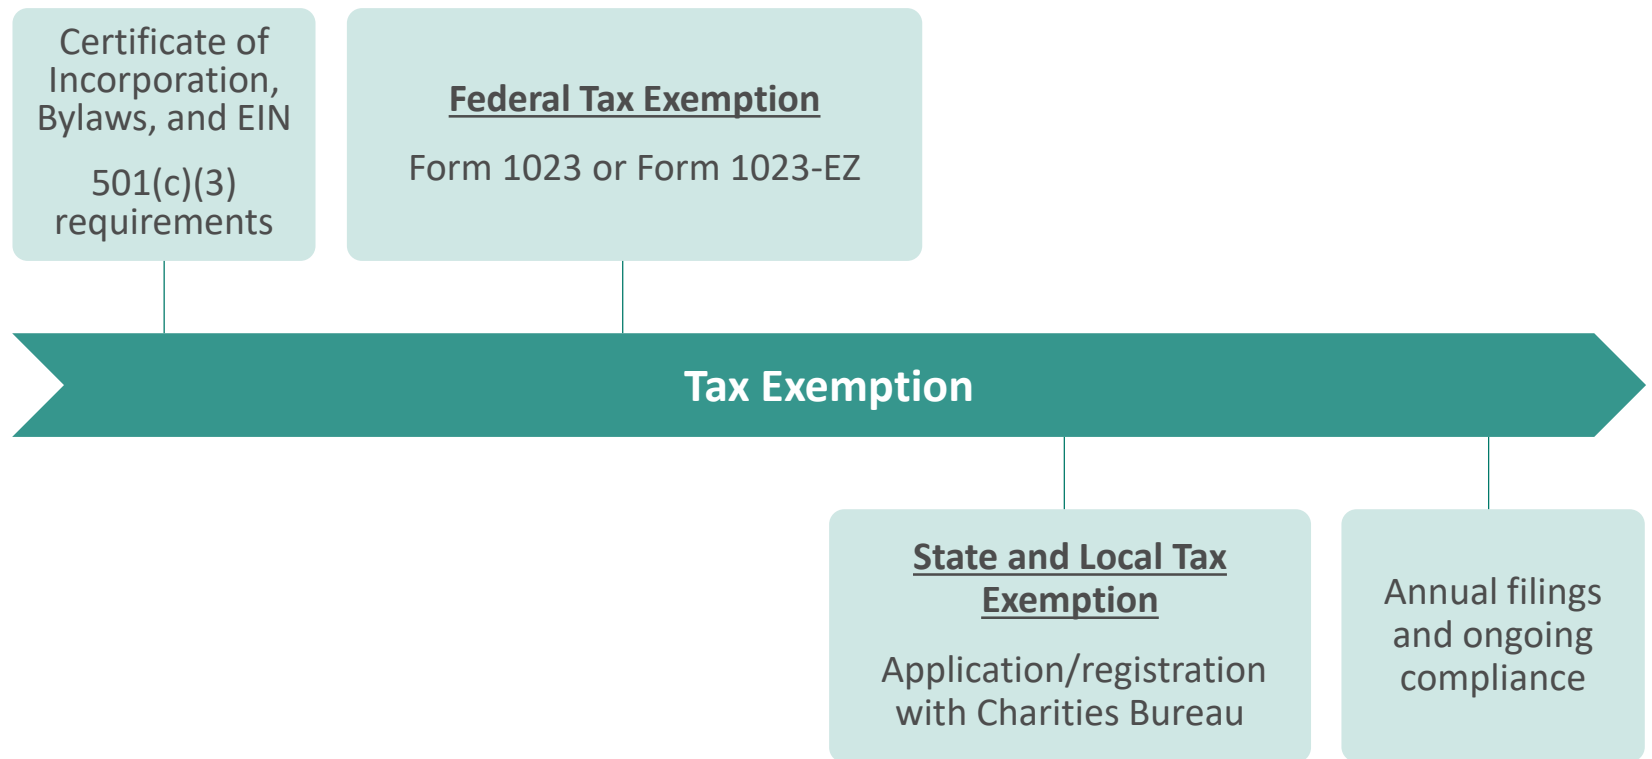 Certificate of
Incorporation,
Bylaws, and EIN
501(c)(3)
requirements
Federal Tax Exemption
Form 1023 or Form 1023-EZ
Tax Exemption
State and Local Tax
Exemption
Application/registration
with Charities Bureau
Annual filings
and ongoing
compliance